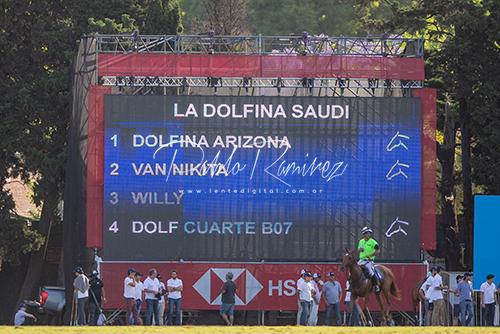 LA DOLFINA SAUDI
1 DOLFINA ARIZONA
2 VAN NIKITA
3 WILLY
4 DOLF CUARTE B07
Ramirez
www.lentedigital.com.ar
HS